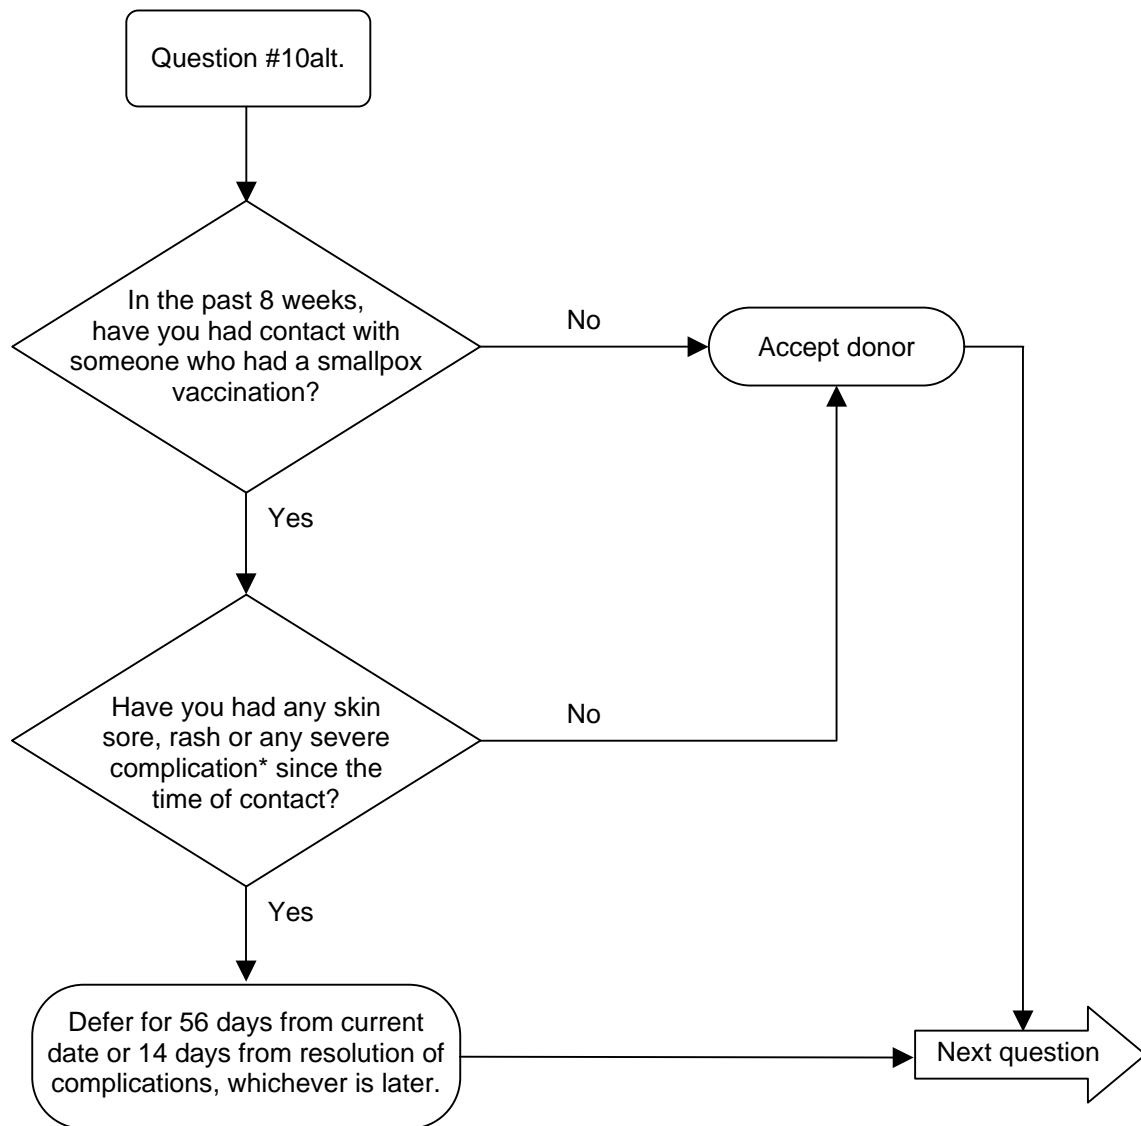 Question #10alt.
In the past 8 weeks,
have you had contact with
someone who had a smallpox
vaccination?
No
Accept donor
Yes
Have you had any skin
sore, rash or any severe
complication* since the
time of contact?
No
Yes
Defer for 56 days from current
date or 14 days from resolution of
complications, whichever is later.
Next question